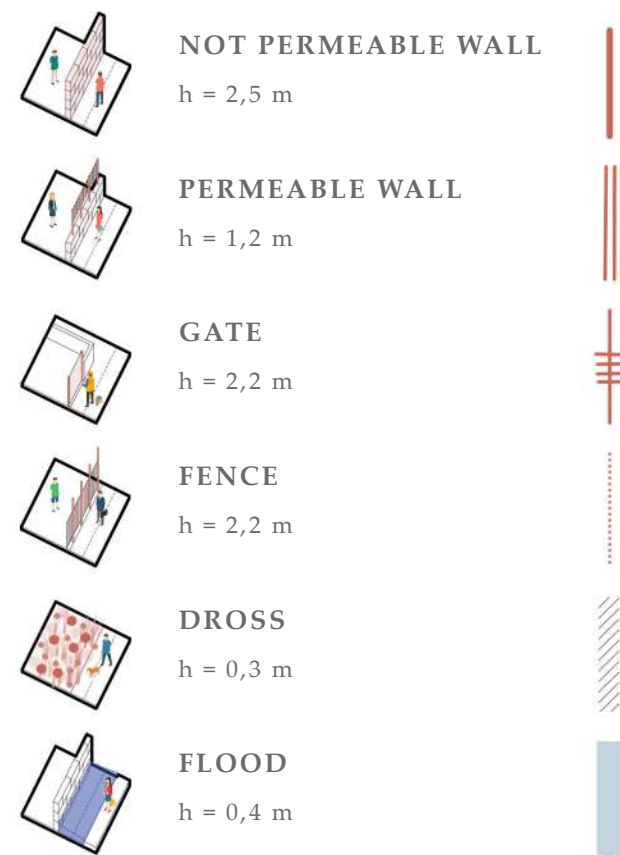 NOT PERMEABLE WALL
h = 2,5 m
PERMEABLE WALL
h = 1,2 m
GATE
h = 2,2 m
FENCE
h = 2,2 m
DROSS
h = 0,3 m
FLOOD
h = 0,4 m